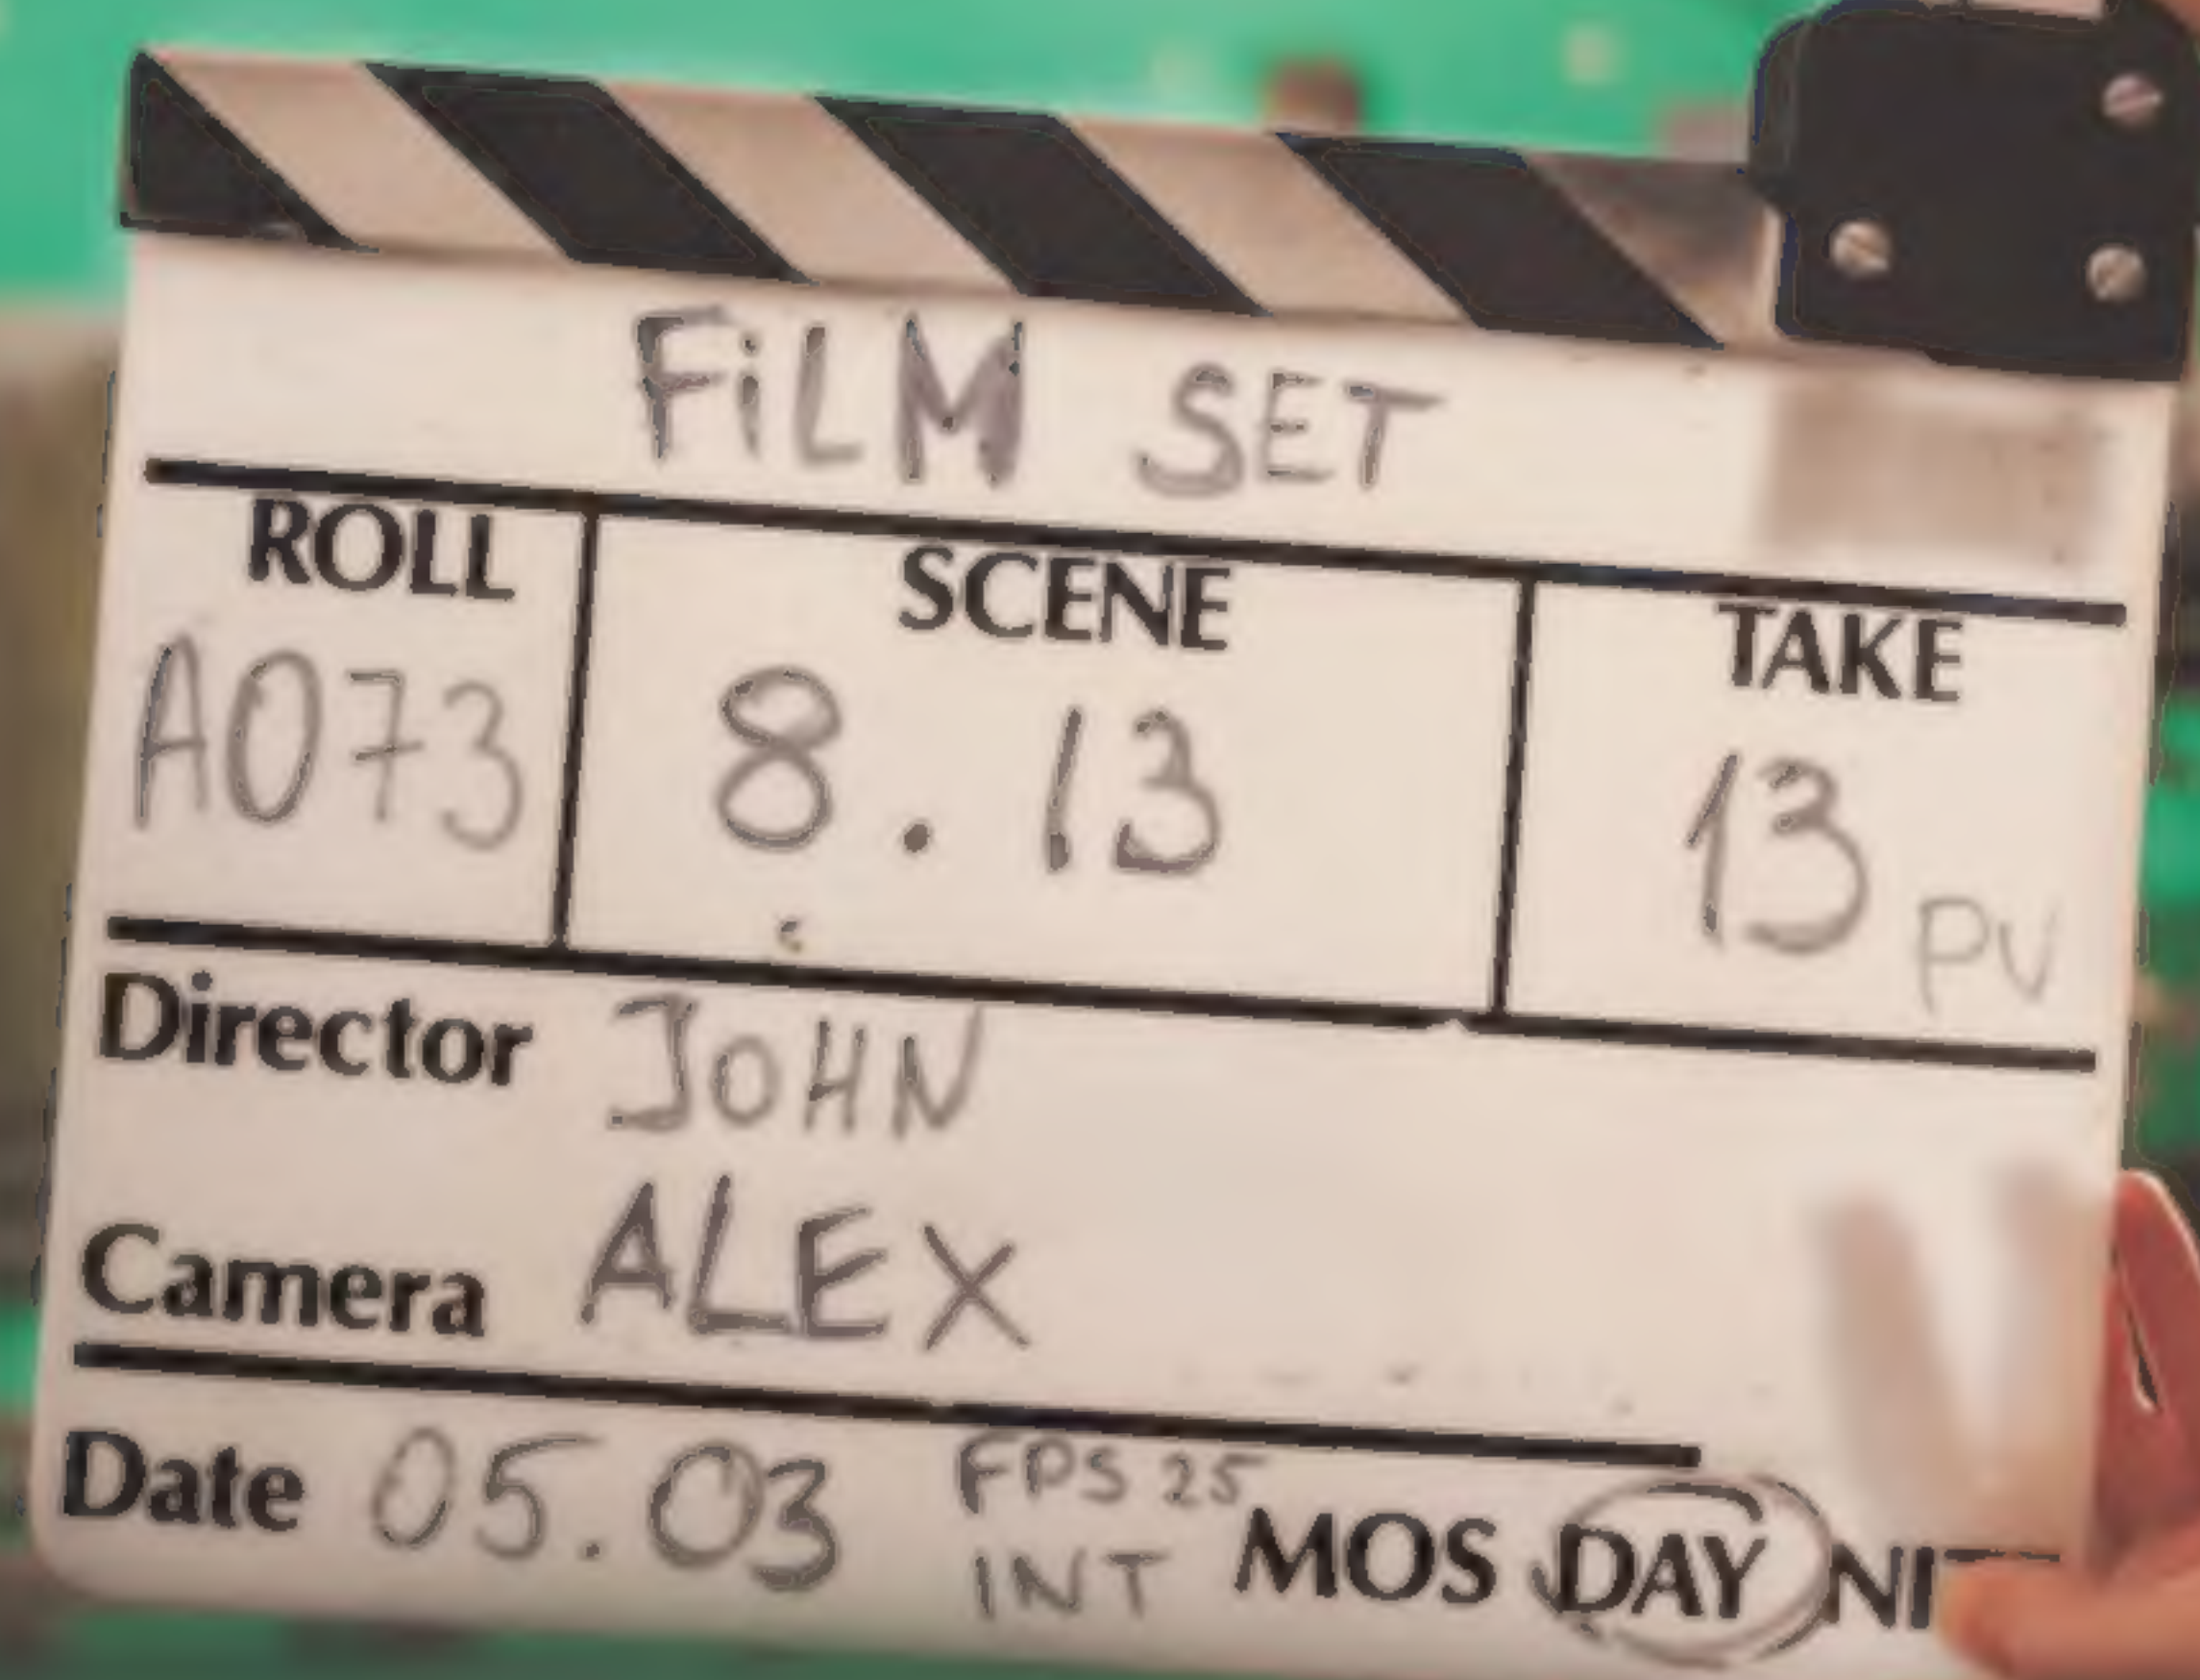 FiLM SET
ROLL SCENE TAKE
A073 8.13 13 PV
Director JOHN
Camera ALEX
Date 05.03 FPS 25
INT MOS DAY